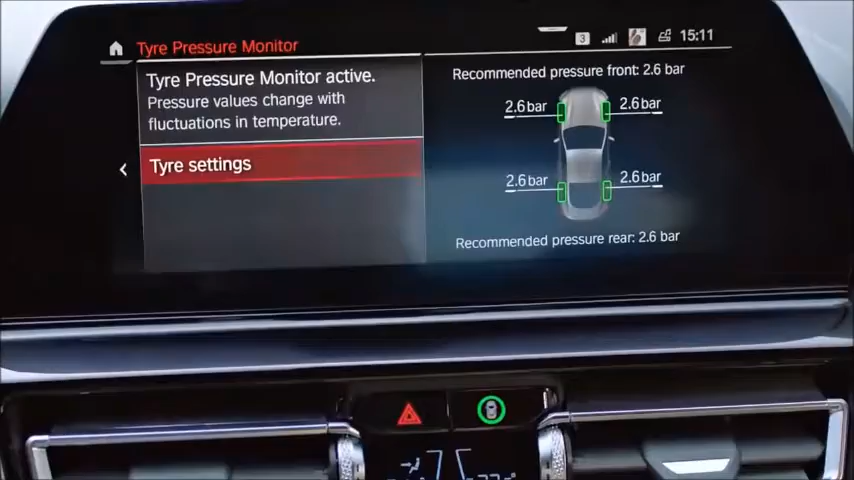 Tyre Pressure Monitor
3
15:11
Tyre Pressure Monitor active.
Pressure values change with
fluctuations in temperature.
Tyre settings
Recommended pressure front: 2.6 bar
2.6 bar
2.6 bar
2.6 bar
2.6 bar
Recommended pressure rear: 2.6 bar